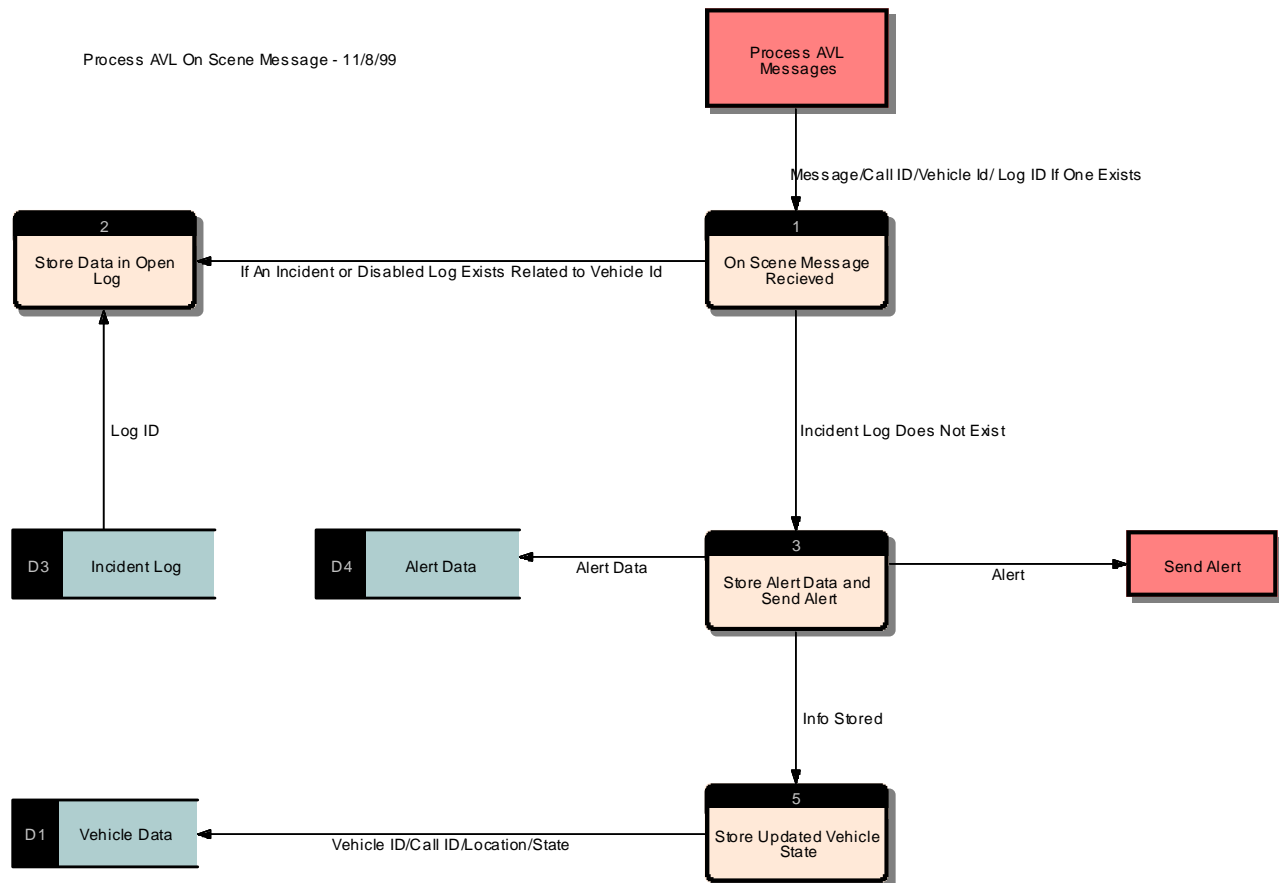 Process AVL
Messages
Process AVL On Scene Message - 11/8/99
Message/Call ID/Vehicle Id/ Log ID If One Exists
2
Store Data in Open
Log
1
On Scene Message
Recieved
If An Incident or Disabled Log Exists Related to Vehicle Id
Log ID
Incident Log Does Not Exist
D3
Incident Log
D4
Alert Data
Alert Data
3
Store Alert Data and
Send Alert
Alert
Send Alert
Info Stored
D1
Vehicle Data
Vehicle ID/Call ID/Location/State
5
Store Updated Vehicle
State